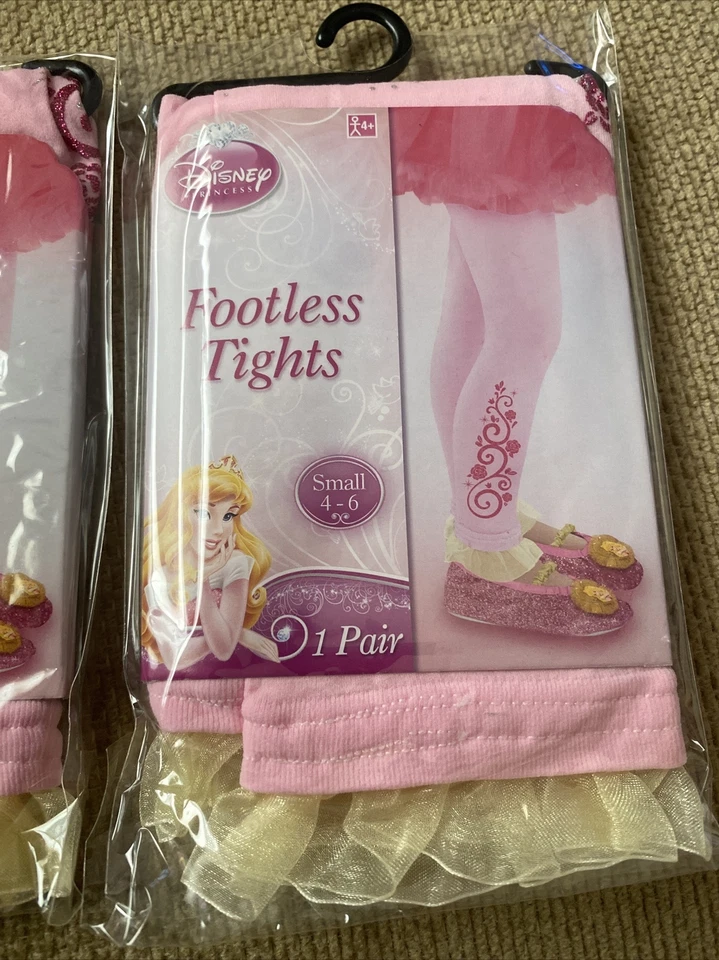 4+
Disney
PRINCESS
Footless
Tights
Small
4-6
1 Pair